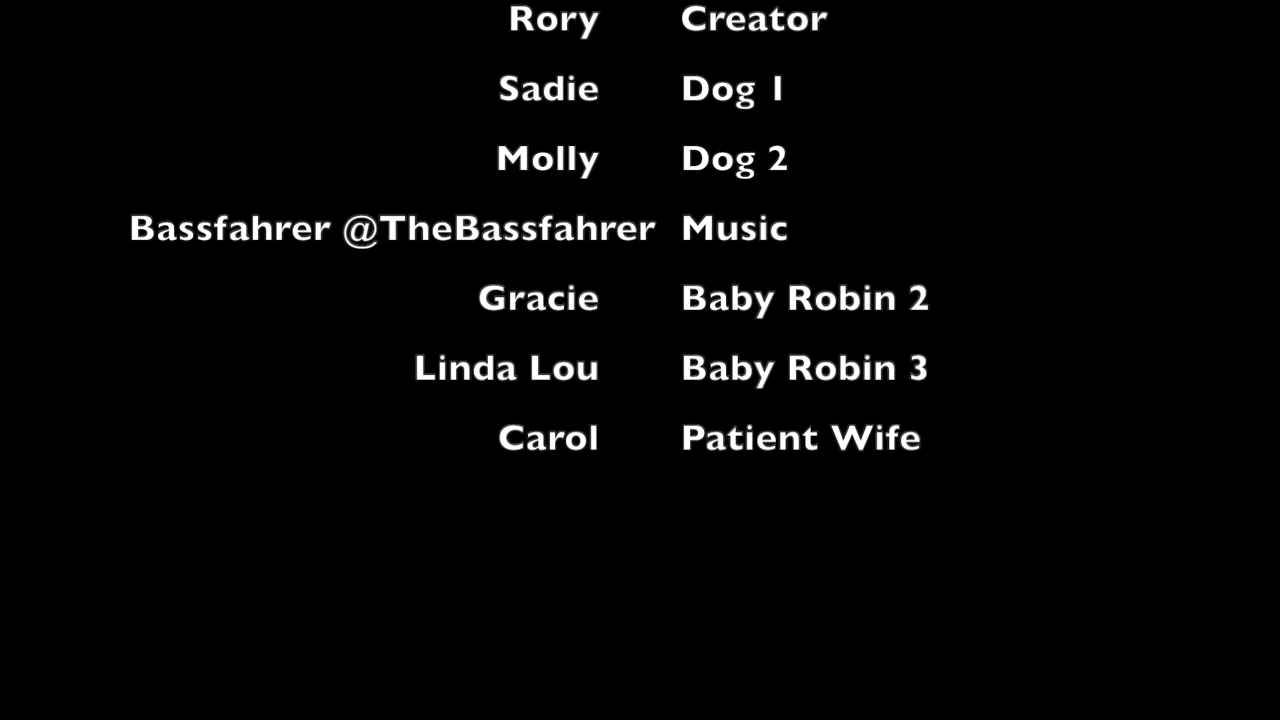 Rory Creator
Sadie Dog 1
Molly Dog 2
Bassfahrer @TheBassfahrer Music
Gracie Baby Robin 2
Linda Lou Baby Robin 3
Carol Patient Wife